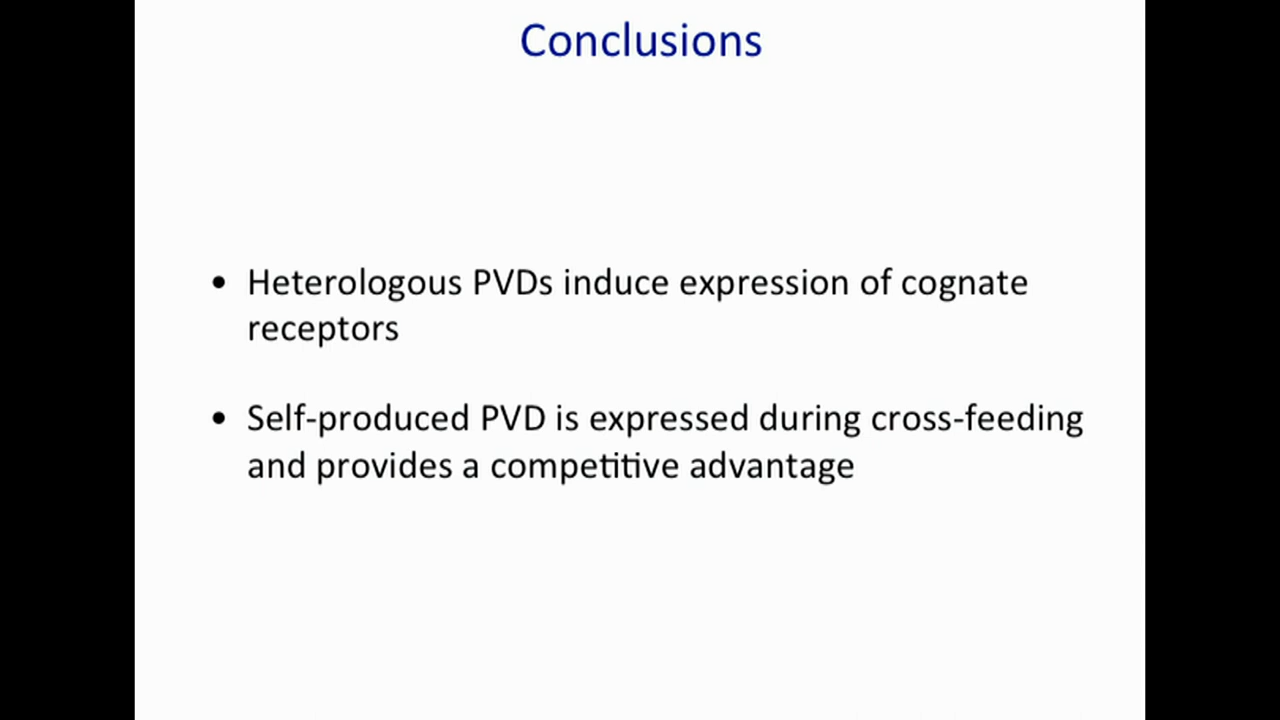 Conclusions
• Heterologous PVDs induce expression of cognate
receptors
• Self-produced PVD is expressed during cross-feeding
and provides a competitive advantage